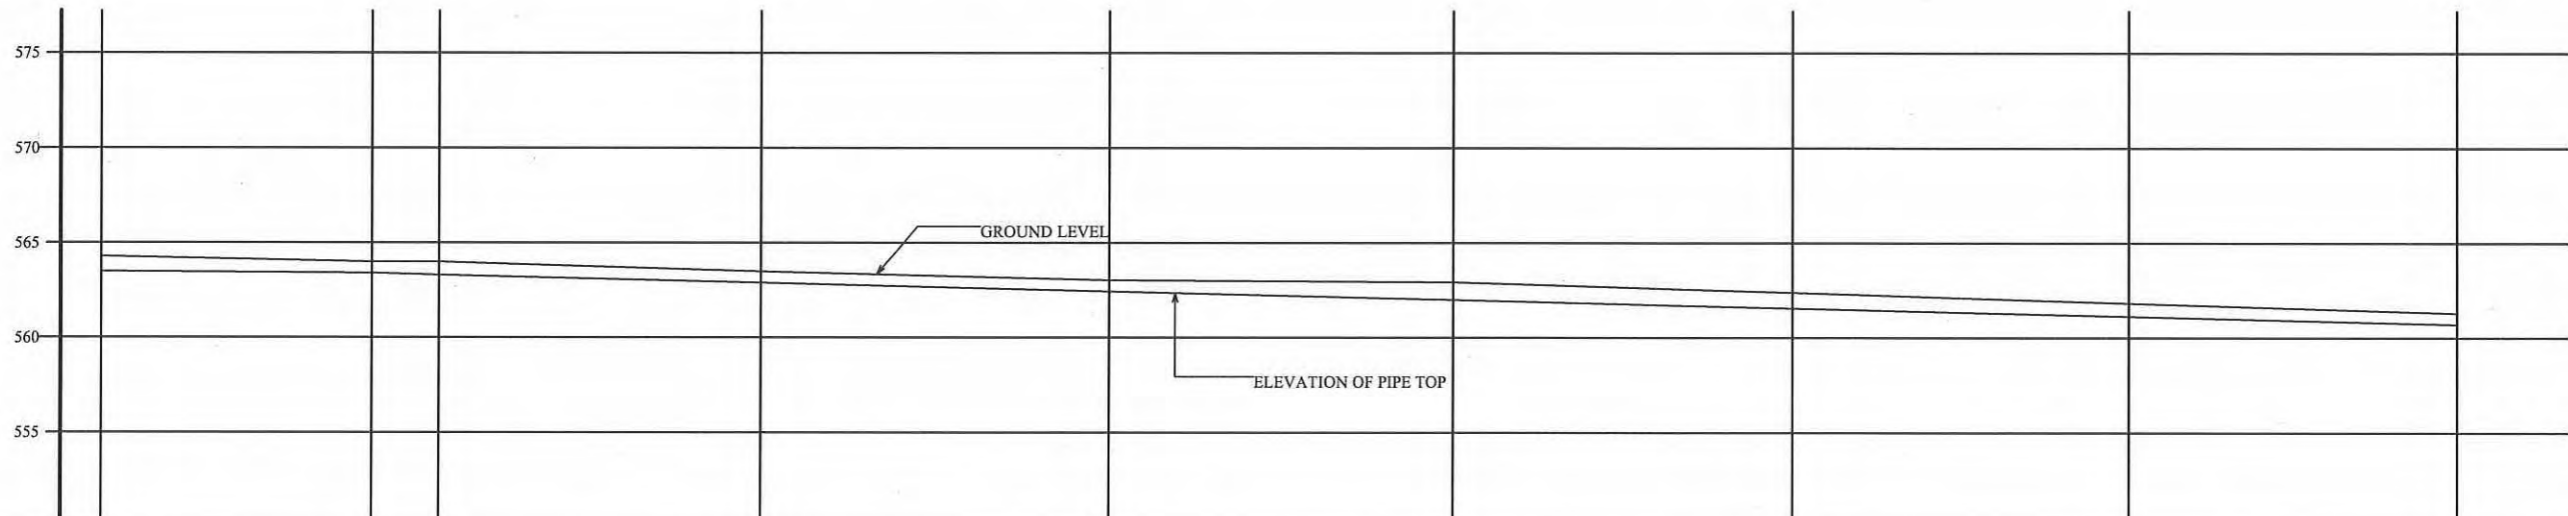 575
570
565
GROUND LEVEL
560
ELEVATION OF PIPE TOP
555